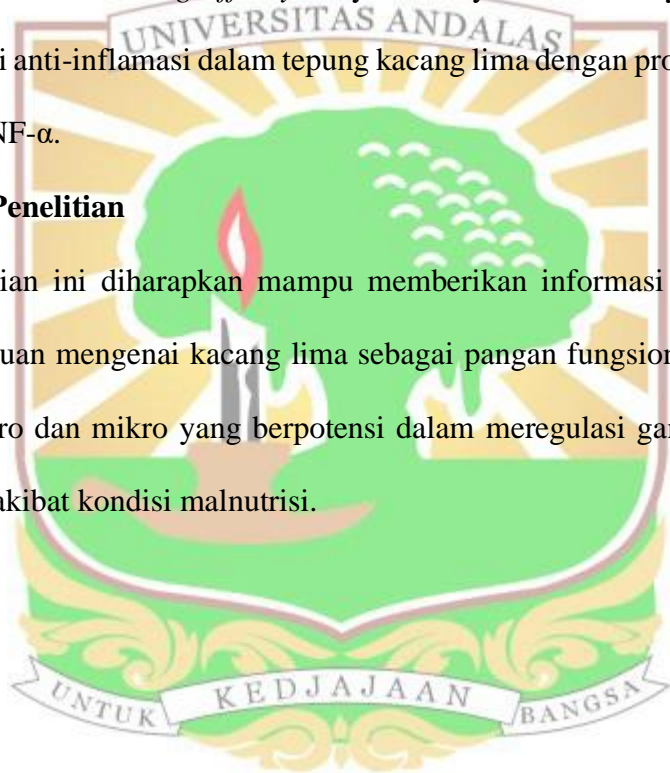 UNIVERSITAS ANDALAS
i anti-inflamasi dalam tepung kacang lima dengan pro
NF-α.
Penelitian
ian ini diharapkan mampu memberikan informasi
uan mengenai kacang lima sebagai pangan fungsion
ro dan mikro yang berpotensi dalam meregulasi gan
akibat kondisi malnutrisi.
UNTUK KEDJAJAAN BANGSA